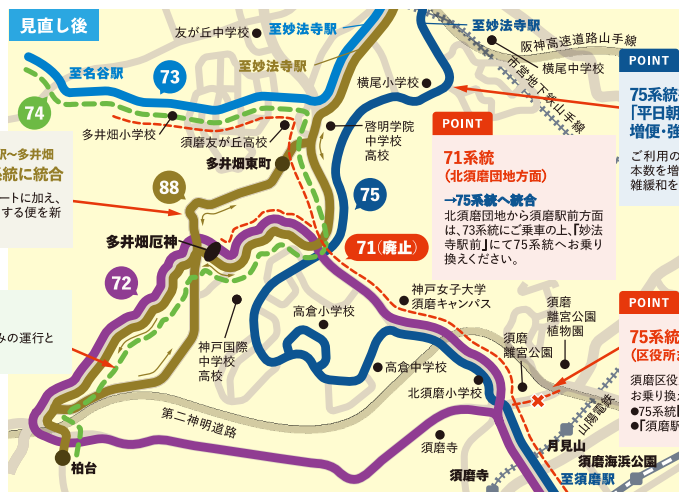 見直し後
友が丘中学校
至妙法寺駅
至妙法寺駅
至妙法寺駅
阪神高速道路山手線
市営地下鉄山手線
横尾中学校
横尾小学校
至名谷駅
73
74
多井畑小学校
須磨友が丘高校
多井畑東町
啓明学院
中学校
高校
88
75
POINT
71系統
(北須磨団地方面)
→75系統へ統合
北須磨団地から須磨駅前方面
は、73系統にご乗車の上、『妙法
寺駅前』にて75系統へお乗り
換えください。
POINT
75系統
「平日朝
増便・強
ご利用の
本数を増
雑緩和を
駅～多井畑
系統に統合
ートに加え、
する便を新
多井畑厄神
71(廃止)
72
みの運行と
神戸国際
中学校
高校
高倉小学校
神戸女子大学
須磨キャンパス
須磨
離宮公園
植物園
須磨
離宮公園
高倉中学校
北須磨小学校
第二神明道路
須磨寺
柏台
須磨寺
山陽電鉄
月見山
須磨海浜公園
至須磨駅
POINT
75系統
(区役所
須磨区役
お乗り換
●75系統
●『須磨駅